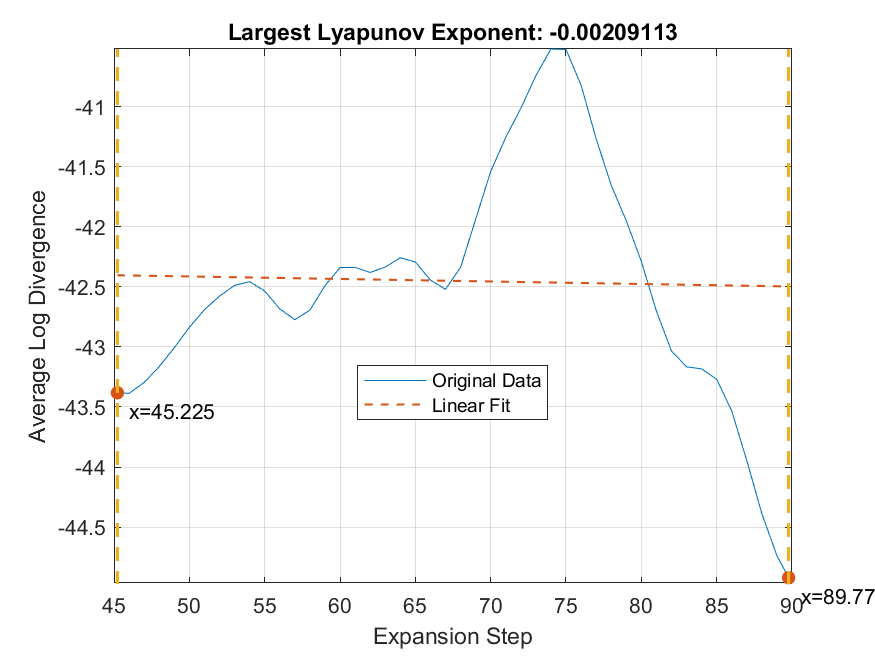 Largest Lyapunov Exponent: -0.00209113
Average Log Divergence
-41
-41.5
-42
-42.5
-43
-43.5
-44
-44.5
x=45.225
Original Data
Linear Fit
x=89.77
45 50 55 60 65 70 75 80 85 90
Expansion Step